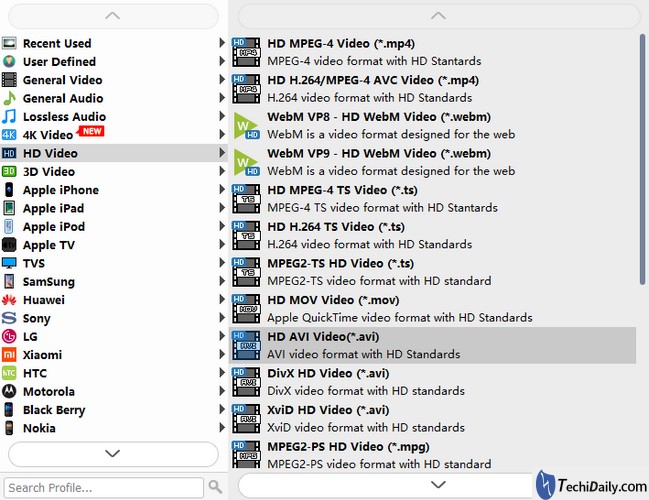 Recent Used
User Defined
General Video
General Audio
Lossless Audio
4K Video NEW
HD Video
3D Video
Apple iPhone
Apple iPad
Apple iPod
Apple TV
TVS
SamSung
Huawei
Sony
LG
Xiaomi
HTC
Motorola
Black Berry
Nokia
Search Profile...
HD MPEG-4 Video (*.mp4)
MPEG-4 video format with HD Stantards
HD H.264/MPEG-4 AVC Video (*.mp4)
H.264 video format with HD Standards
WebM VP8 - HD WebM Video (*.webm)
WebM is a video format designed for the web
WebM VP9 - HD WebM Video (*.webm)
WebM is a video format designed for the web
HD MPEG-4 TS Video (*.ts)
MPEG-4 TS video format with HD Stantards
HD H.264 TS Video (*.ts)
H.264 video format with HD Standards
MPEG2-TS HD Video (*.ts)
MPEG2-TS video format with HD standard
HD MOV Video (*.mov)
Apple QuickTime video format with HD Standards
HD AVI Video(*.avi)
AVI video format with HD Standards
DivX HD Video (*.avi)
DivX video format with HD standards
XviD HD Video (*.avi)
XviD video format with HD standards
MPEG2-PS HD Video (*.mpg)
MPEG2-PS video format with HD standard
TechiDaily.com